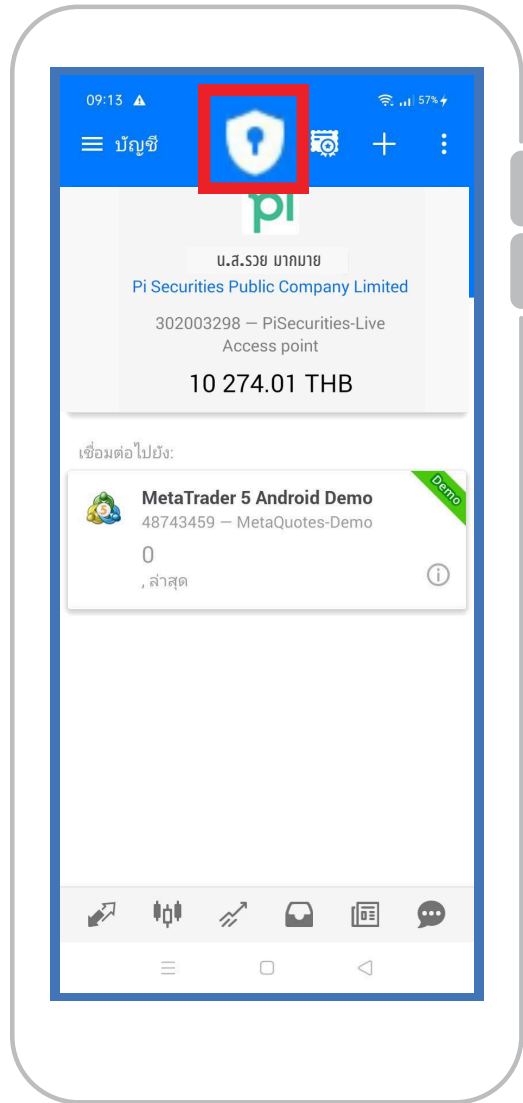 09:13
57%
บัญชี
pi
น.ส.รวย มากมาย
Pi Securities Public Company Limited
302003298 — PiSecurities-Live
Access point
10 274.01 THB
เชื่อมต่อไปยัง:
Demo
MetaTrader 5 Android Demo
48743459 — MetaQuotes-Demo
0
, ล่าสุด